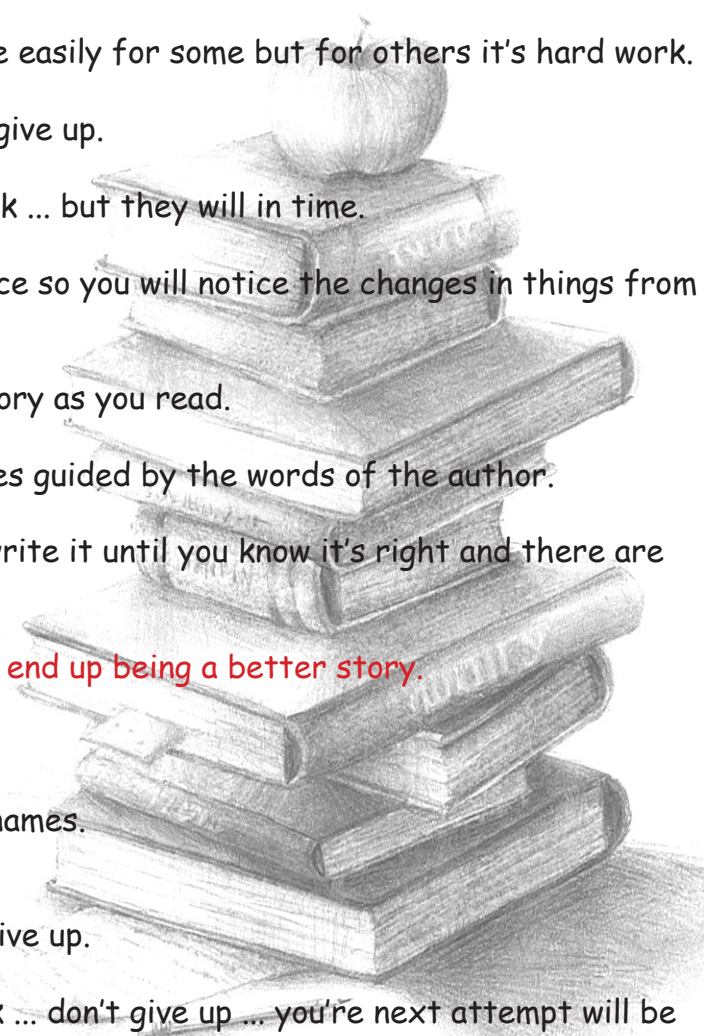 e easily for some but for others it's hard work.
give up.
k ... but they will in time.
ce so you will notice the changes in things from
ory as you read.
es guided by the words of the author.
write it until you know it's right and there are
end up being a better story.
names.
ive up.
k ... don't give up ... you're next attempt will be